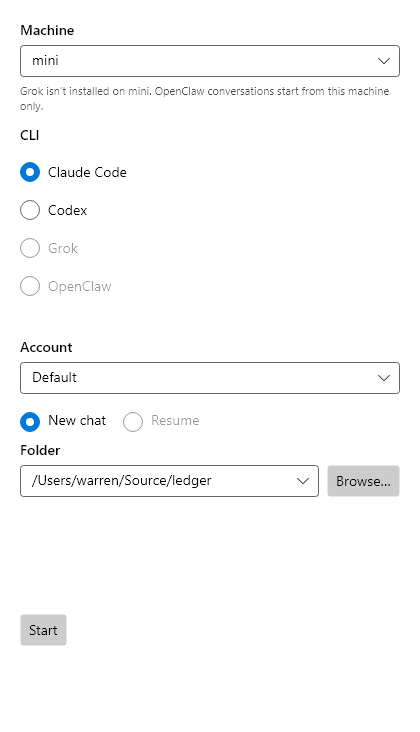 Machine
mini
Grok isn't installed on mini. OpenClaw conversations start from this machine
only.
CLI
Claude Code
Codex
Grok
OpenClaw
Account
Default
New chat Resume
Folder
/Users/warren/Source/ledger Browse...
Start